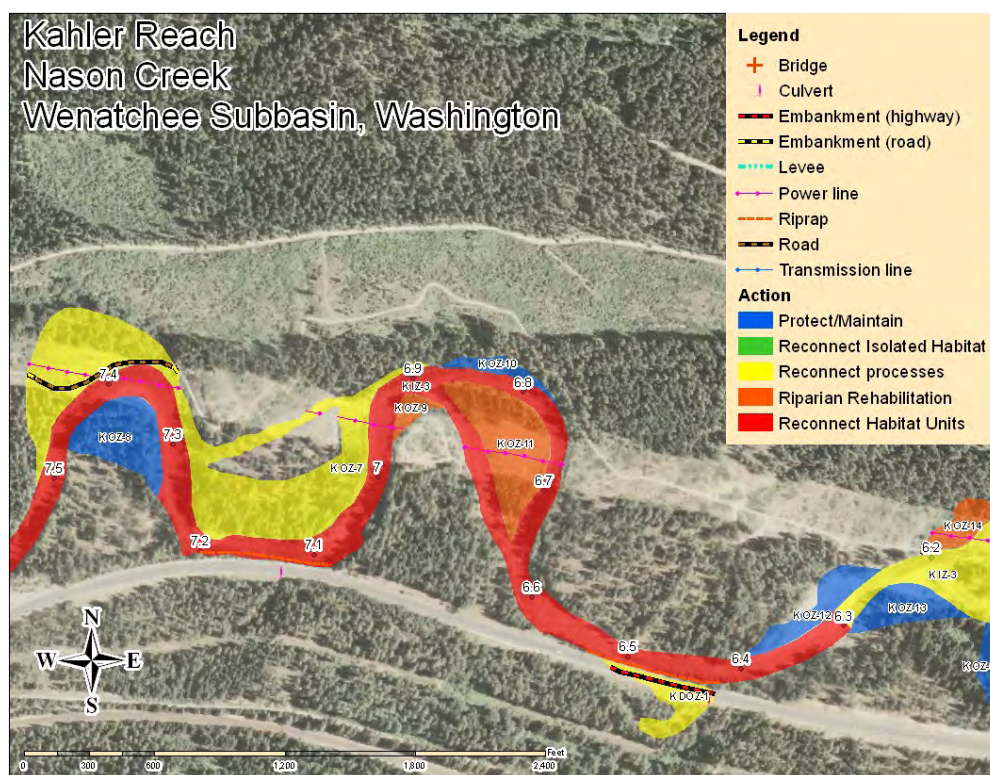 Kahler Reach
Nason Creek
Wenatchee Subbasin, Washington
Legend
Bridge
Culvert
Embankment (highway)
Embankment (road)
Levee
Power line
Riprap
Road
Transmission line
Action
Protect/Maintain
Reconnect Isolated Habitat
Reconnect processes
Riparian Rehabilitation
Reconnect Habitat Units
7.4
6.9
K OZ-10
K IZ-3
6.8
K OZ-9
K OZ-8
7.3
K OZ-11
7.5
K OZ-7
7
6.7
7.2
7.1
K OZ-14
6.2
K IZ-3
6.6
K OZ-12
K OZ-13
6.3
6.5
6.4
K DOZ-1
N
W
E
S
Feet
0
300
600
1,200
1,800
2,400